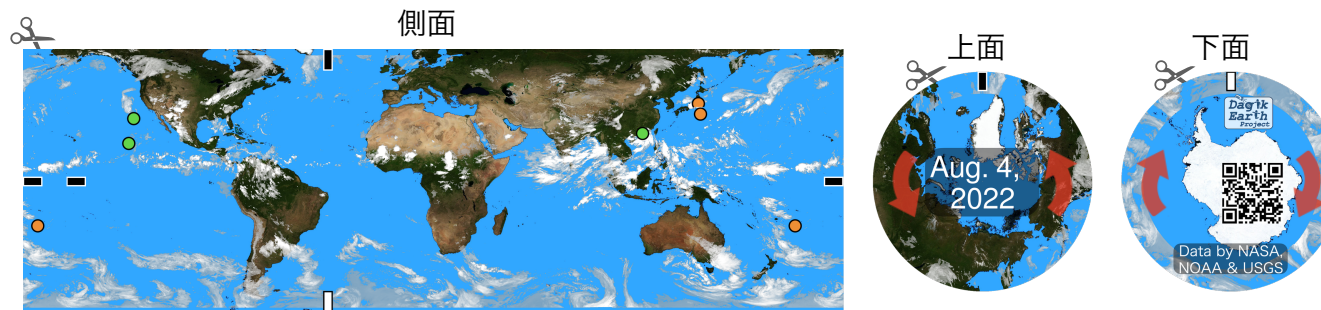 側面
上面
下面
Aug. 4,
2022
Dagik
Earth
Project
Data by NASA,
NOAA & USGS